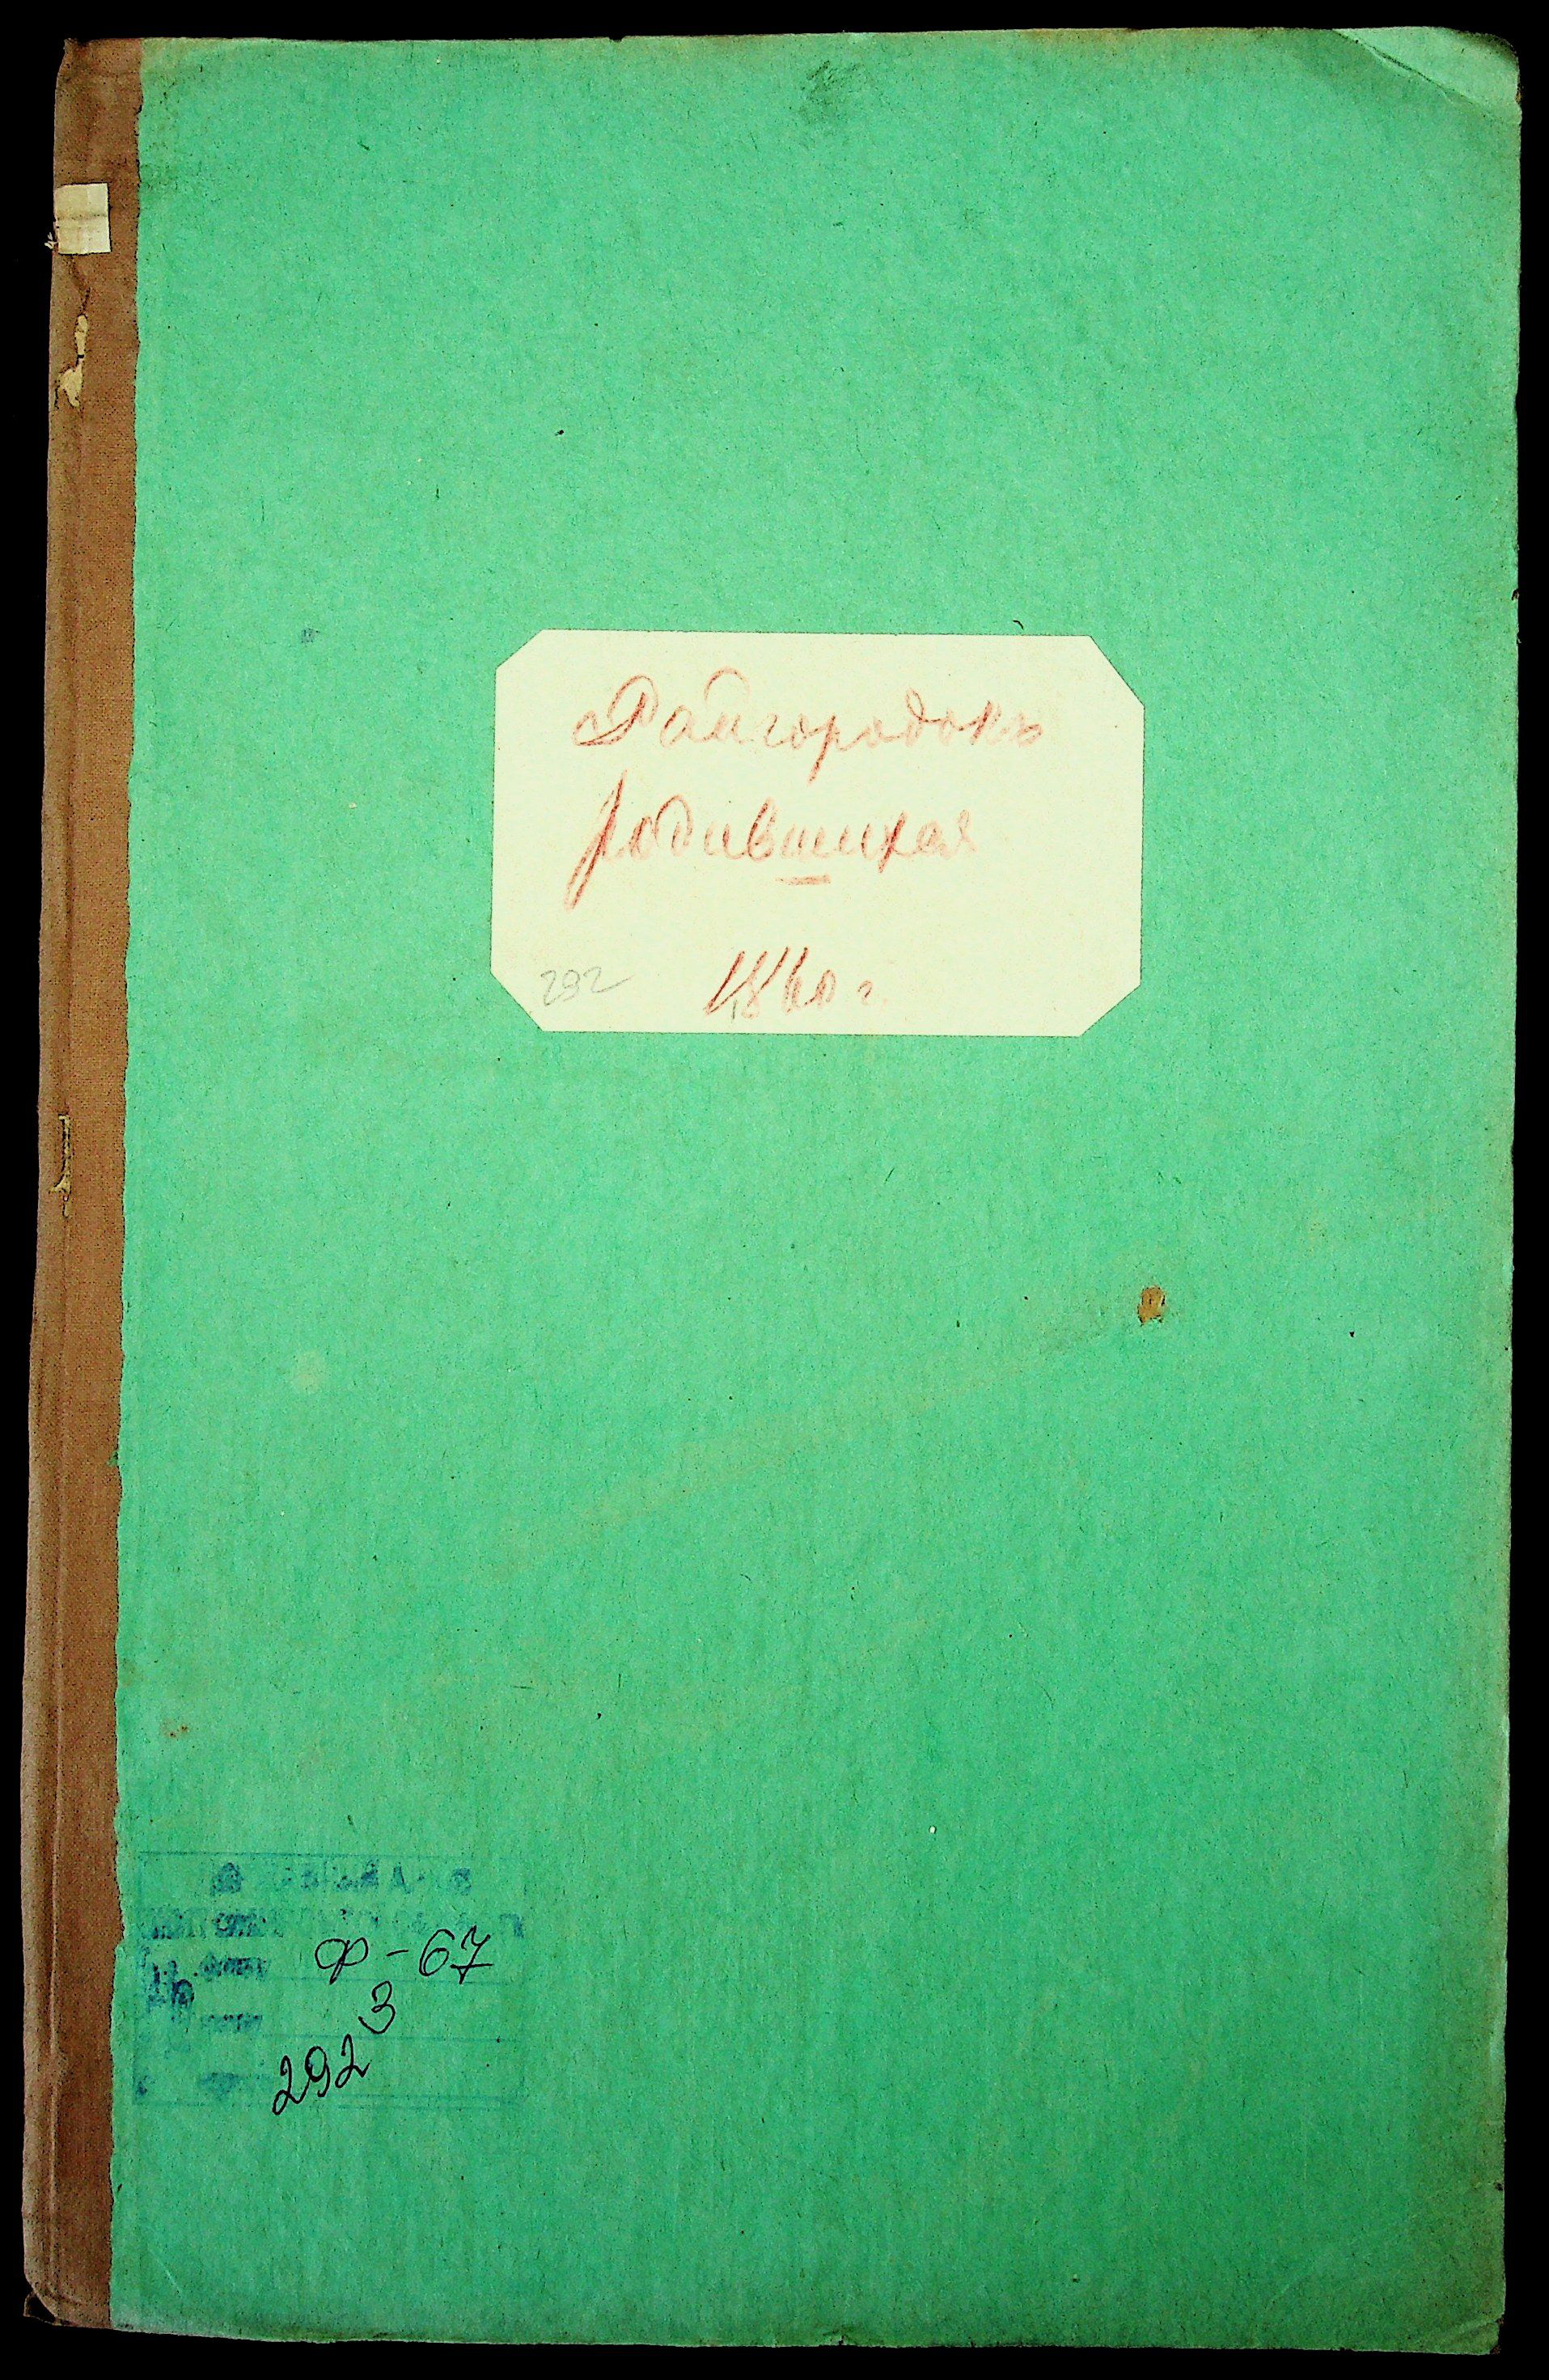 Райгородокъ
родившихся
292 1860 г.
Ф-67
3
292